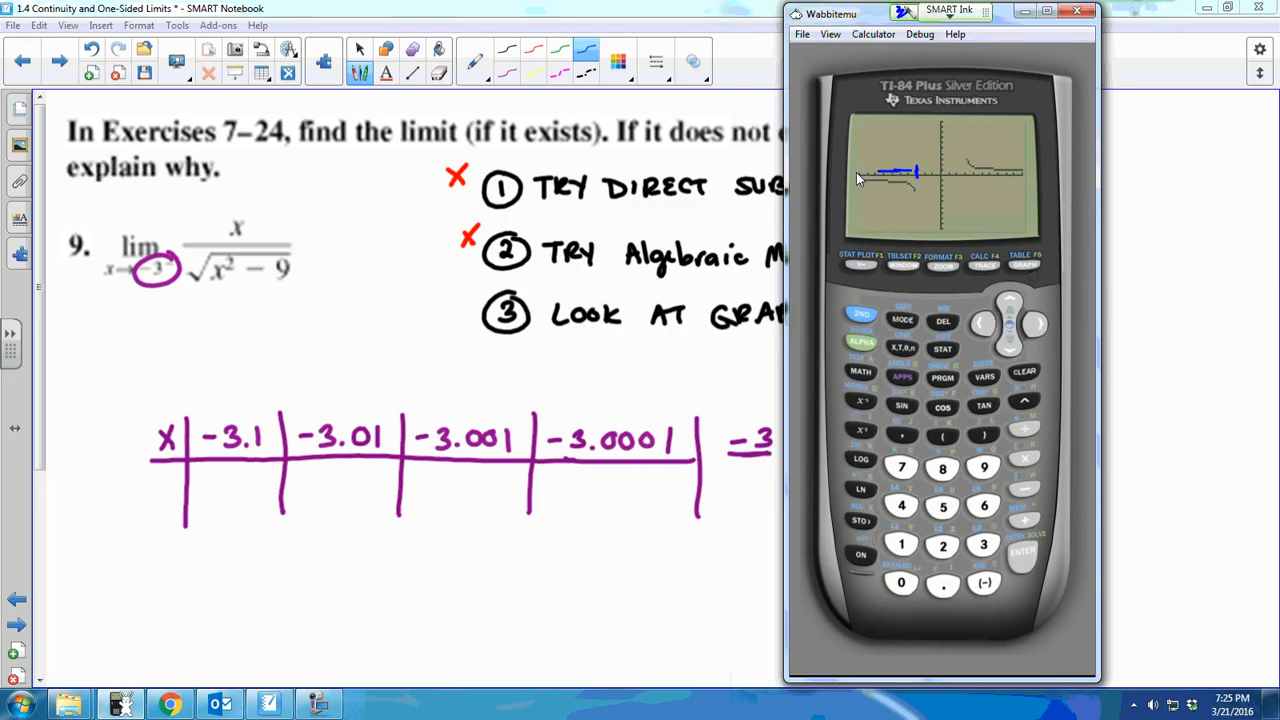 1.4 Continuity and One-Sided Limits * - SMART Notebook
File Edit View Insert Format Tools Add-ons Help
In Exercises 7–24, find the limit (if it exists). If it does not
explain why.
① TRY DIRECT SUB
9. lim x→-3⁻ x/√x² − 9
② TRY Algebraic M
③ LOOK AT GRA
X -3.1 -3.01 -3.001 -3.0001 -3
Wabbitemu
SMART Ink
File View Calculator Debug Help
TI-84 Plus Silver Edition
TEXAS INSTRUMENTS
STAT PLOT F1 TBLSET F2 FORMAT F3 CALC F4 TABLE F5
Y= WINDOW ZOOM TRACE GRAPH
2ND MODE DEL
ALPHA X,T,θ,n STAT
MATH APPS PRGM VARS CLEAR
x⁻¹ SIN COS TAN ^
x² , ( ) ÷
LOG 7 8 9 ×
LN 4 5 6 −
STO› 1 2 3 +
ON 0 . (-) ENTER
7:25 PM
3/21/2016